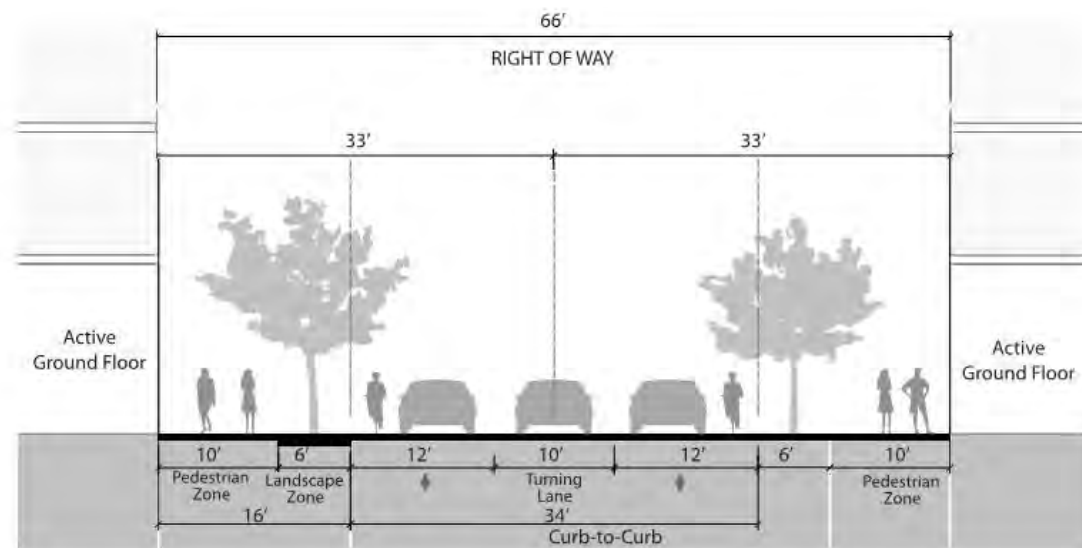 66’
RIGHT OF WAY
33’ 33’
Active
Ground Floor
Active
Ground Floor
10’ 6’ 12’ 10’ 12’ 6’ 10’
Pedestrian
Zone
Landscape
Zone
Turning
Lane
Pedestrian
Zone
16’ 34’
Curb-to-Curb